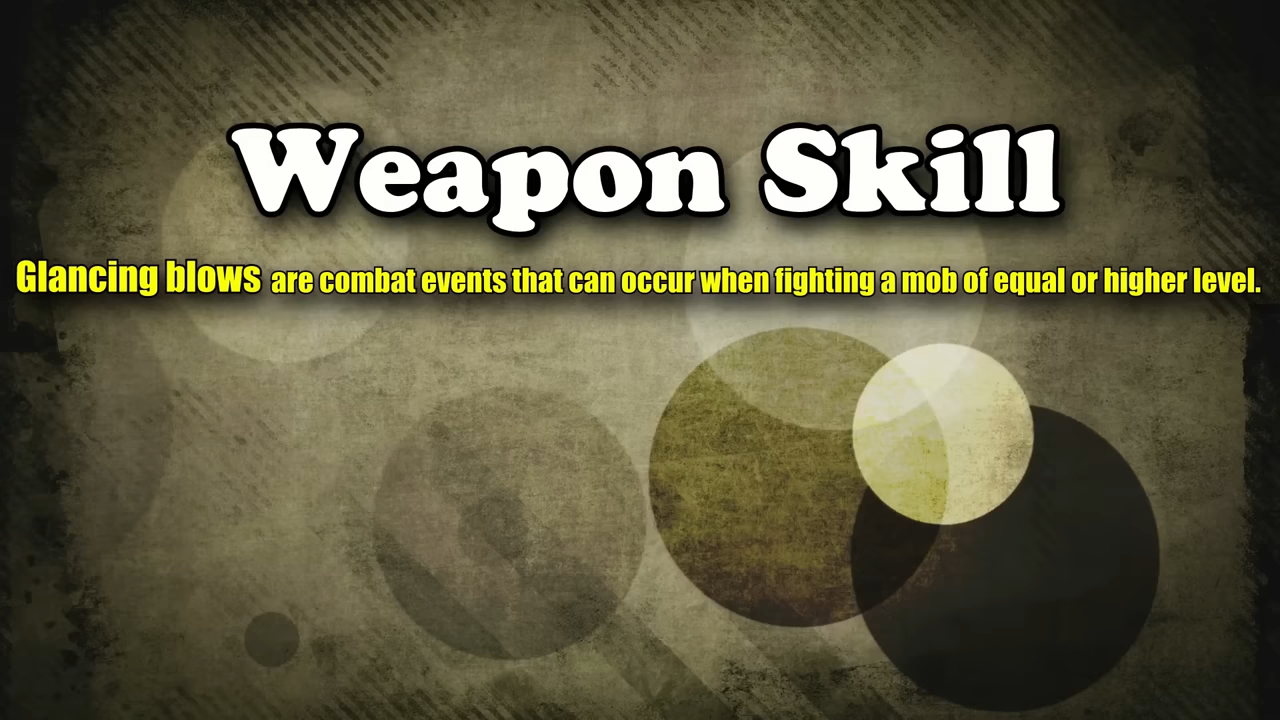 Weapon Skill
Glancing blows are combat events that can occur when fighting a mob of equal or higher level.